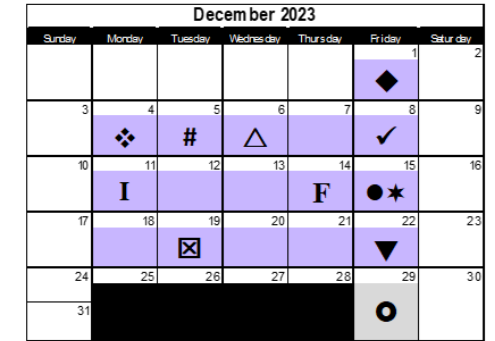 December 2023
Sunday Monday Tuesday Wednesday Thursday Friday Saturday
1 2
◆
3 4 5 6 7 8 9
❖ # △ ✓
10 11 12 13 14 15 16
I F ●★
17 18 19 20 21 22 23
☒ ▼
24 25 26 27 28 29 30
31 O